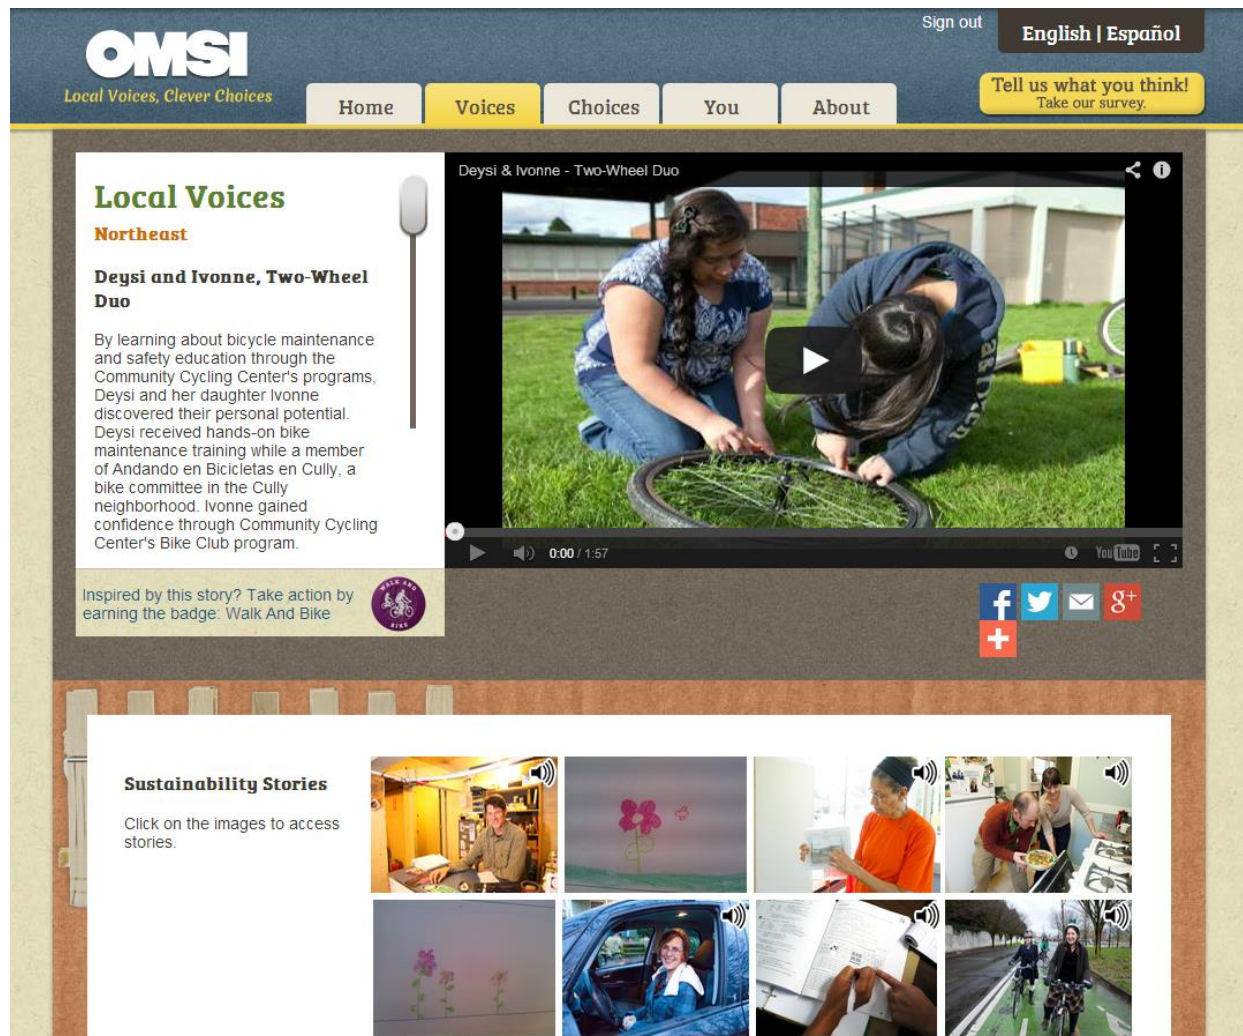 Sign out
English | Español
OMSI
Local Voices, Clever Choices
Home
Voices
Choices
You
About
Tell us what you think!
Take our survey.
Local Voices
Northeast
Deysi and Ivonne, Two-Wheel
Duo
By learning about bicycle maintenance
and safety education through the
Community Cycling Center's programs,
Deysi and her daughter Ivonne
discovered their personal potential.
Deysi received hands-on bike
maintenance training while a member
of Andando en Bicicletas en Cully, a
bike committee in the Cully
neighborhood. Ivonne gained
confidence through Community Cycling
Center's Bike Club program.
Inspired by this story? Take action by
earning the badge: Walk And Bike
WALK AND
BIKE
Deysi & Ivonne - Two-Wheel Duo
0:00 / 1:57
YouTube
f
g+
Sustainability Stories
Click on the images to access
stories.